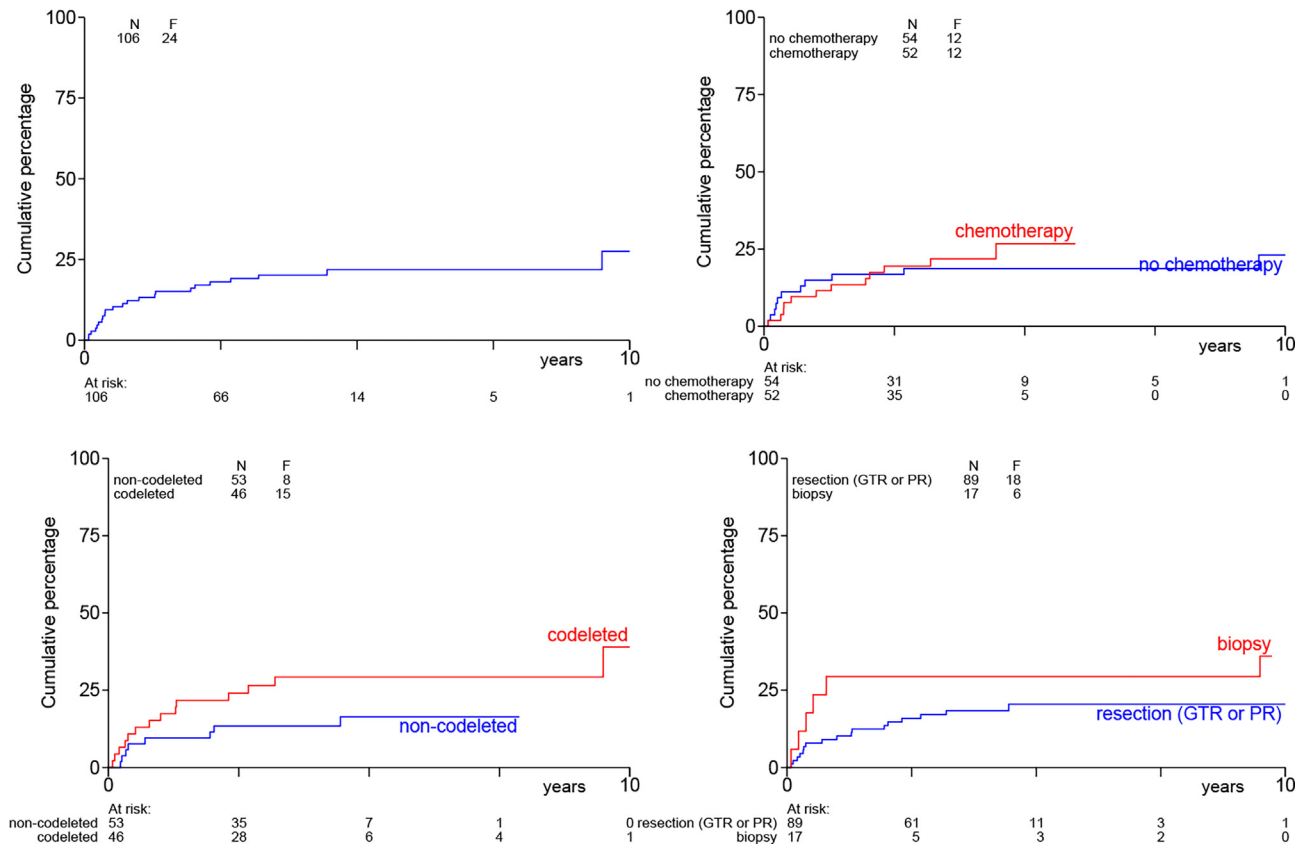 100
75
50
25
0
Cumulative percentage
N F
106 24
0 years 10
At risk:
106 66 14 5 1
100
75
50
25
0
Cumulative percentage
N F
no chemotherapy 54 12
chemotherapy 52 12
chemotherapy
no chemotherapy
0 years 10
At risk:
no chemotherapy 54 31 9 5 1
chemotherapy 52 35 5 0 0
100
75
50
25
0
Cumulative percentage
N F
non-codeleted 53 8
codeleted 46 15
codeleted
non-codeleted
0 years 10
At risk:
non-codeleted 53 35 7 1 0
codeleted 46 28 6 4 1
100
75
50
25
0
Cumulative percentage
N F
resection (GTR or PR) 89 18
biopsy 17 6
biopsy
resection (GTR or PR)
0 years 10
At risk:
resection (GTR or PR) 89 61 11 3 1
biopsy 17 5 3 2 0